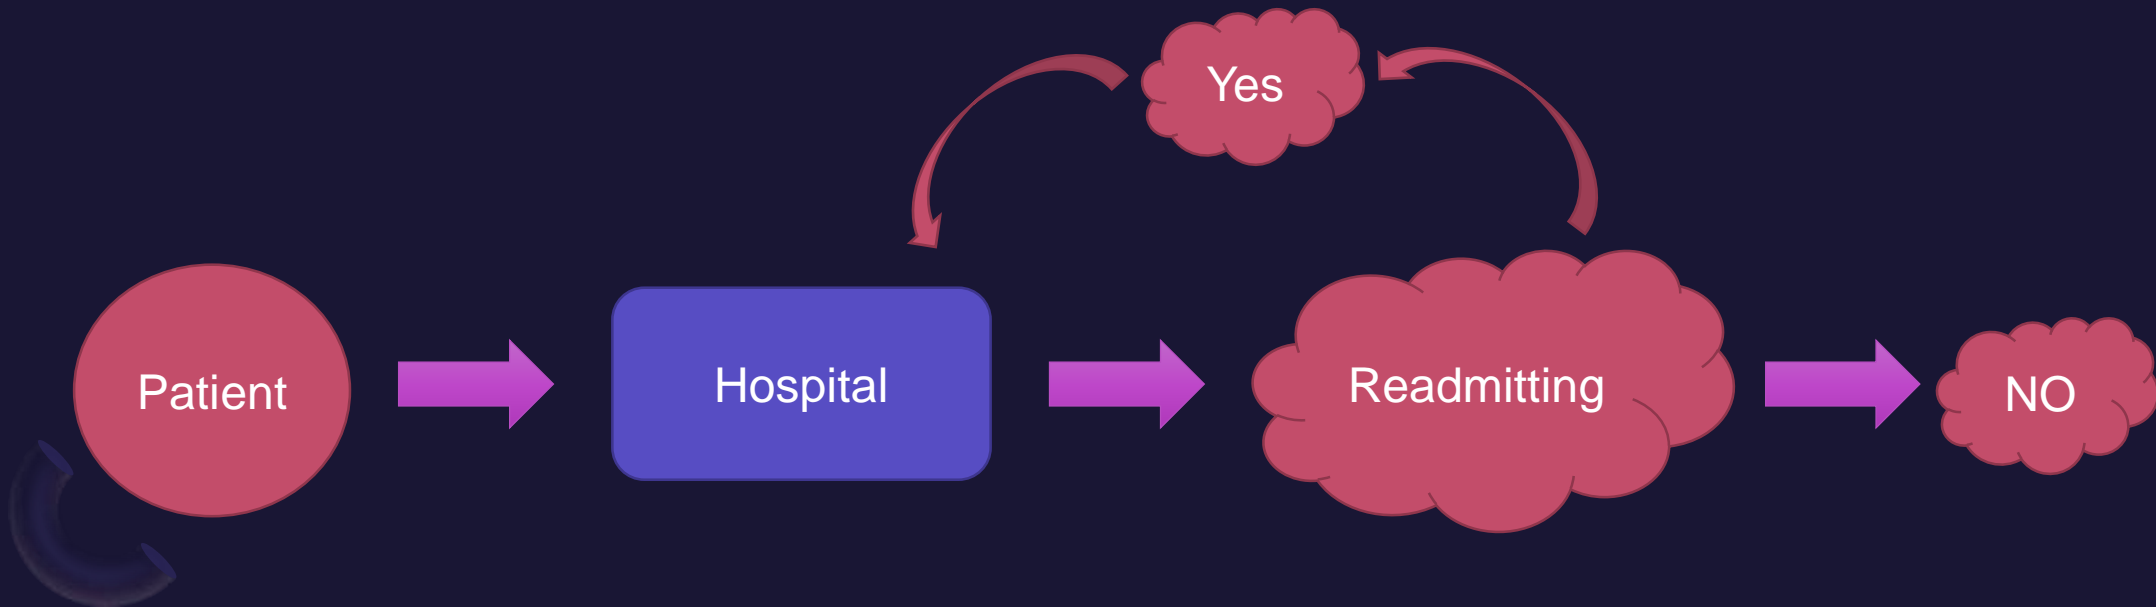 Yes
Patient
Hospital
Readmitting
NO